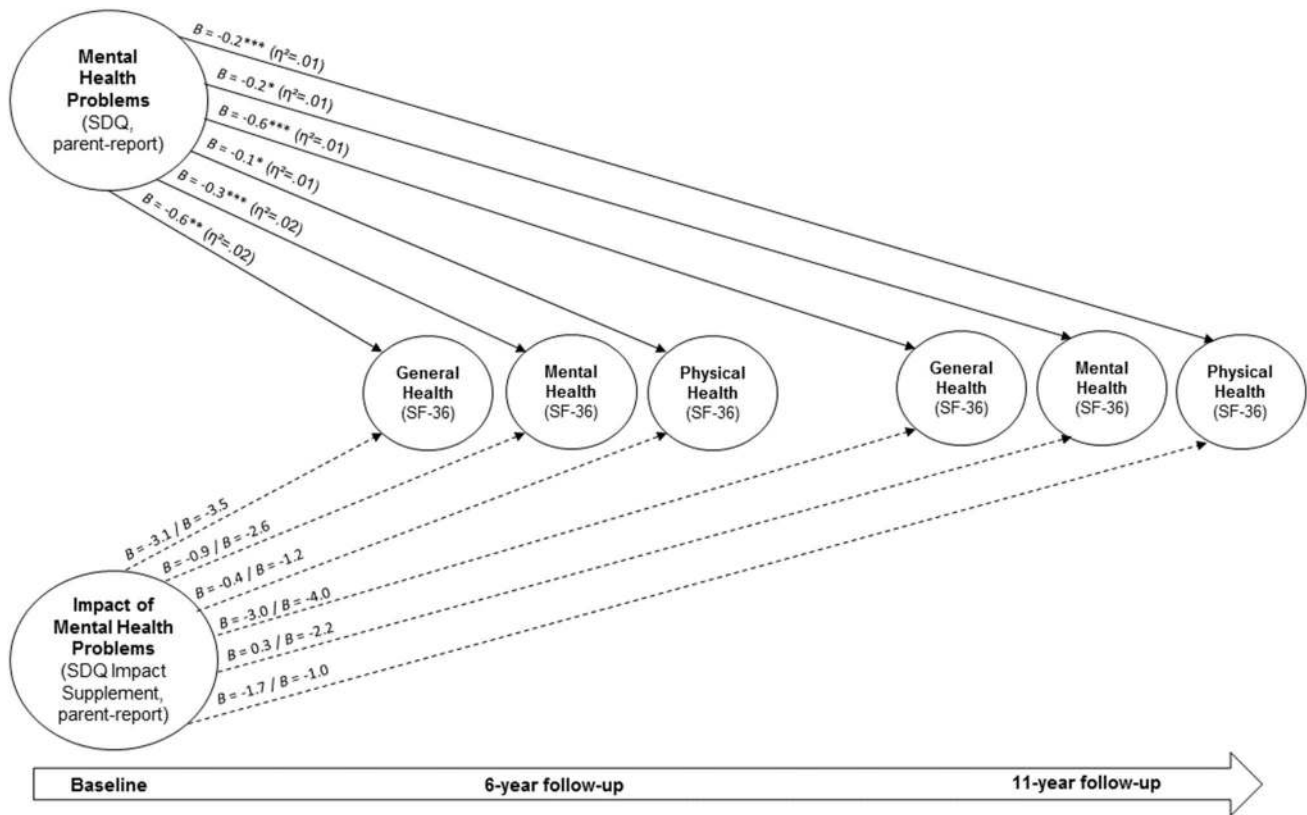 Mental
Health
Problems
(SDQ,
parent-report)
B = -0.2*** (η²=.01)
B = -0.2* (η²=.01)
B = -0.6*** (η²=.01)
B = -0.1* (η²=.01)
B = -0.3*** (η²=.02)
B = -0.6** (η²=.02)
General
Health
(SF-36)
Mental
Health
(SF-36)
Physical
Health
(SF-36)
General
Health
(SF-36)
Mental
Health
(SF-36)
Physical
Health
(SF-36)
B = -3.1 / B = -3.5
B = -0.9 / B = -2.6
B = -0.4 / B = -1.2
B = -3.0 / B = -4.0
B = 0.3 / B = -2.2
B = -1.7 / B = -1.0
Impact of
Mental Health
Problems
(SDQ Impact
Supplement,
parent-report)
Baseline 6-year follow-up 11-year follow-up